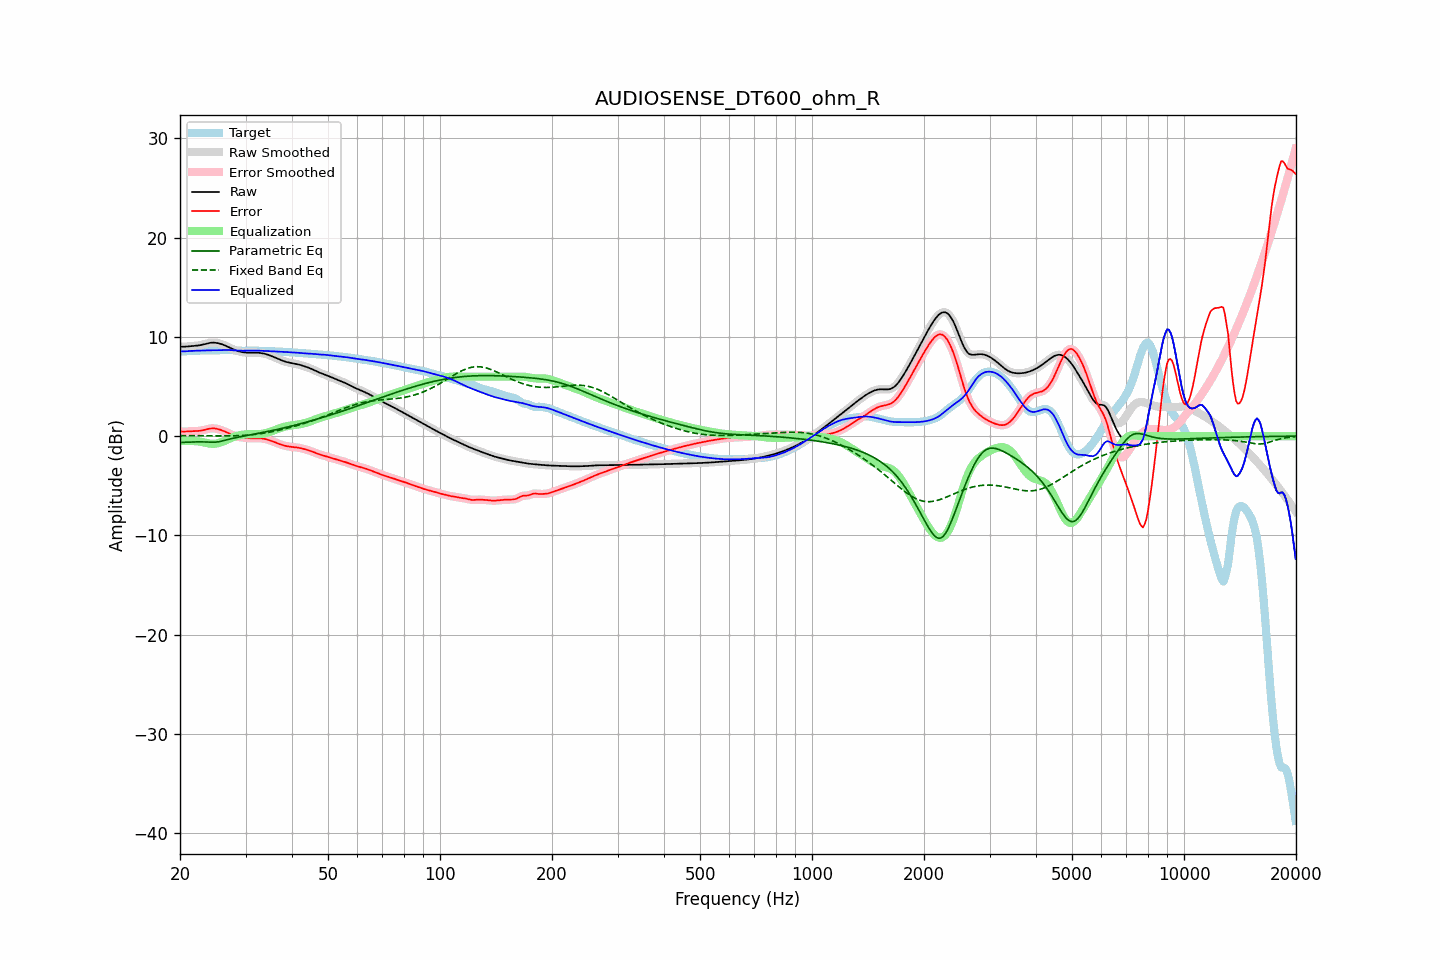 AUDIOSENSE_DT600_ohm_R
Target
Raw Smoothed
Error Smoothed
Raw
Error
Equalization
Parametric Eq
Fixed Band Eq
Equalized
30
20
10
0
−10
−20
−30
−40
Amplitude (dBr)
20
50
100
200
500
1000
2000
5000
10000
20000
Frequency (Hz)